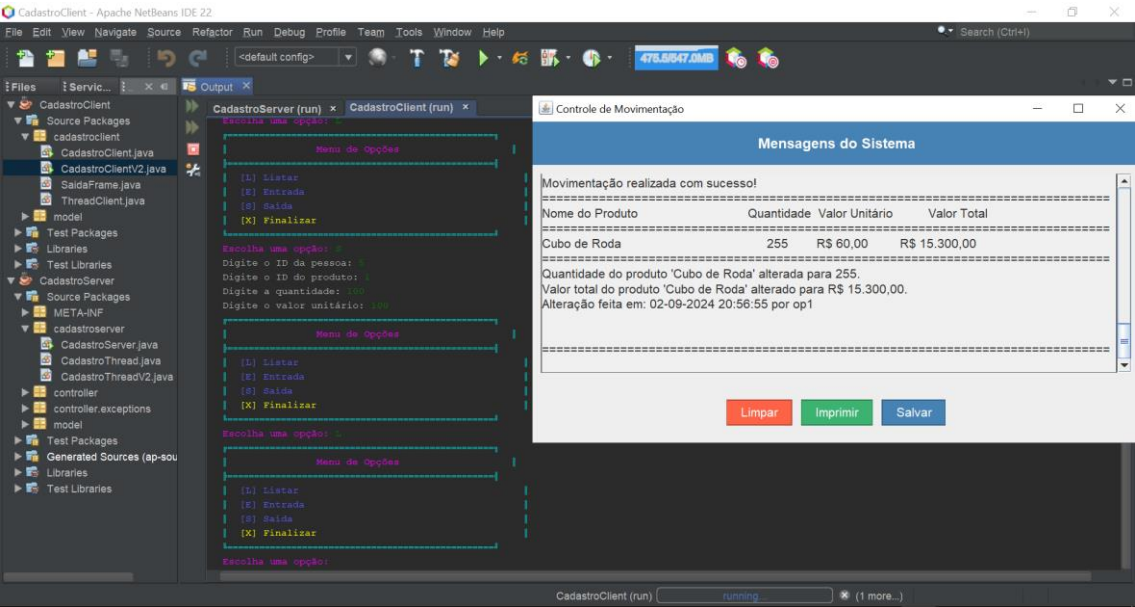 CadastroClient - Apache NetBeans IDE 22
File Edit View Navigate Source Refactor Run Debug Profile Team Tools Window Help
Search (Ctrl+I)
<default config>
475.5/547.0MB
Files Servic...
Output
CadastroClient
Source Packages
cadastroclient
CadastroClient.java
CadastroClientV2.java
SaidaFrame.java
ThreadClient.java
model
Test Packages
Libraries
Test Libraries
CadastroServer
Source Packages
META-INF
cadastroserver
CadastroServer.java
CadastroThread.java
CadastroThreadV2.java
controller
controller.exceptions
model
Test Packages
Generated Sources (ap-sou
Libraries
Test Libraries
CadastroServer (run) × CadastroClient (run) ×
Escolha uma opção: L
Menu de Opções
[L] Listar
[E] Entrada
[S] Saída
[X] Finalizar
Escolha uma opção: S
Digite o ID da pessoa:
Digite o ID do produto:
Digite a quantidade: 100
Digite o valor unitário: 100
Menu de Opções
[L] Listar
[E] Entrada
[S] Saída
[X] Finalizar
Escolha uma opção: L
Menu de Opções
[L] Listar
[E] Entrada
[S] Saída
[X] Finalizar
Escolha uma opção:
Controle de Movimentação
Mensagens do Sistema
Movimentação realizada com sucesso!
Nome do Produto Quantidade Valor Unitário Valor Total
Cubo de Roda 255 R$ 60,00 R$ 15.300,00
Quantidade do produto 'Cubo de Roda' alterada para 255.
Valor total do produto 'Cubo de Roda' alterado para R$ 15.300,00.
Alteração feita em: 02-09-2024 20:56:55 por op1
Limpar Imprimir Salvar
CadastroClient (run) running... (1 more...)